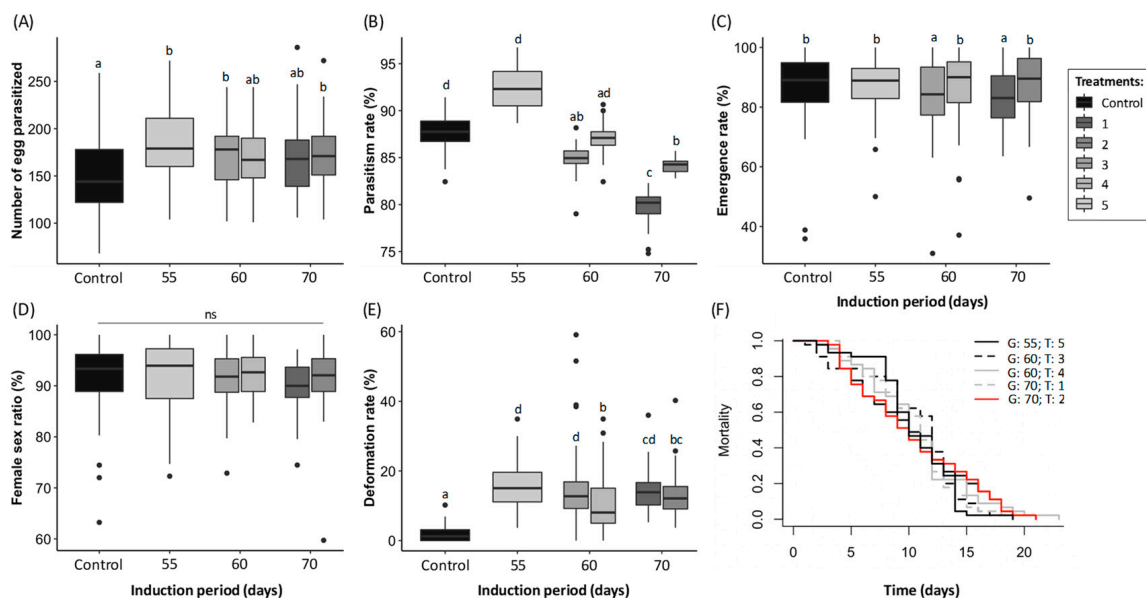 (A)
Number of egg parasitized
250
200
150
100
a
b
b
ab
ab
b
Control
55
60
70
(B)
Parasitism rate (%)
95
90
85
80
75
d
d
ab
ad
c
b
Control
55
60
70
(C)
Emergence rate (%)
100
80
60
40
b
b
a
b
a
b
Control
55
60
70
Induction period (days)
Treatments:
Control
1
2
3
4
5
(D)
Female sex ratio (%)
100
90
80
70
60
ns
Control
55
60
70
Induction period (days)
(E)
Deformation rate (%)
60
40
20
0
a
d
d
b
cd
bc
Control
55
60
70
Induction period (days)
(F)
Mortality
1.0
0.8
0.6
0.4
0.2
0.0
G: 55; T: 5
G: 60; T: 3
G: 60; T: 4
G: 70; T: 1
G: 70; T: 2
0
5
10
15
20
Time (days)